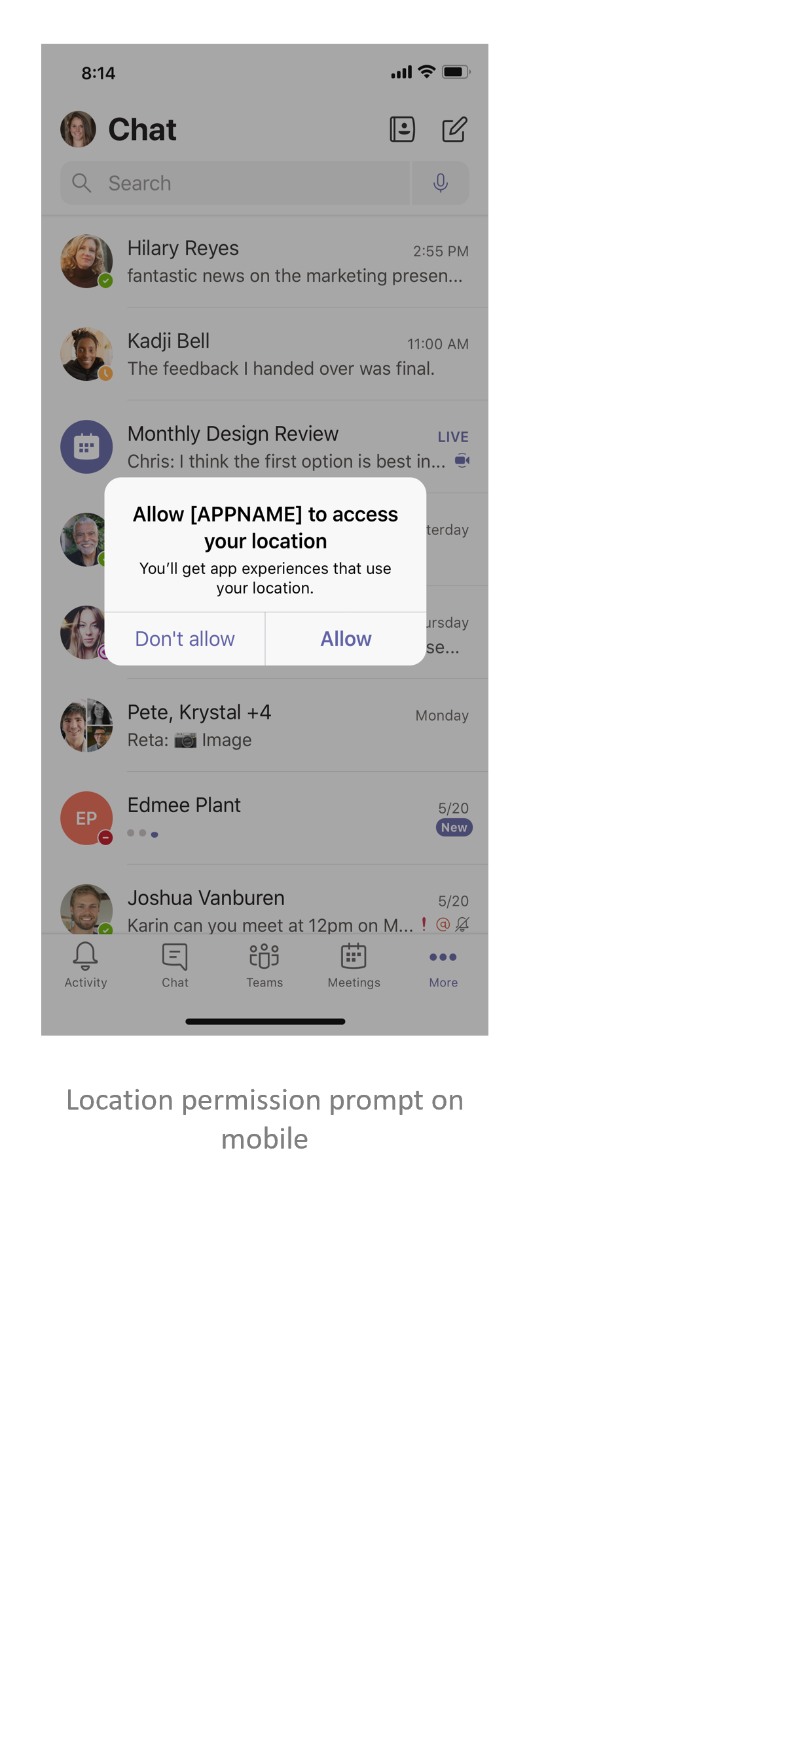 8:14
Chat
Search
Hilary Reyes 2:55 PM
fantastic news on the marketing presen...
Kadji Bell 11:00 AM
The feedback I handed over was final.
Monthly Design Review LIVE
Chris: I think the first option is best in...
Allow [APPNAME] to access
your location
You'll get app experiences that use
your location.
Don't allow Allow
Pete, Krystal +4 Monday
Reta: 📷 Image
EP Edmee Plant 5/20
New
Joshua Vanburen 5/20
Karin can you meet at 12pm on M... ! @
Activity Chat Teams Meetings More
Location permission prompt on
mobile